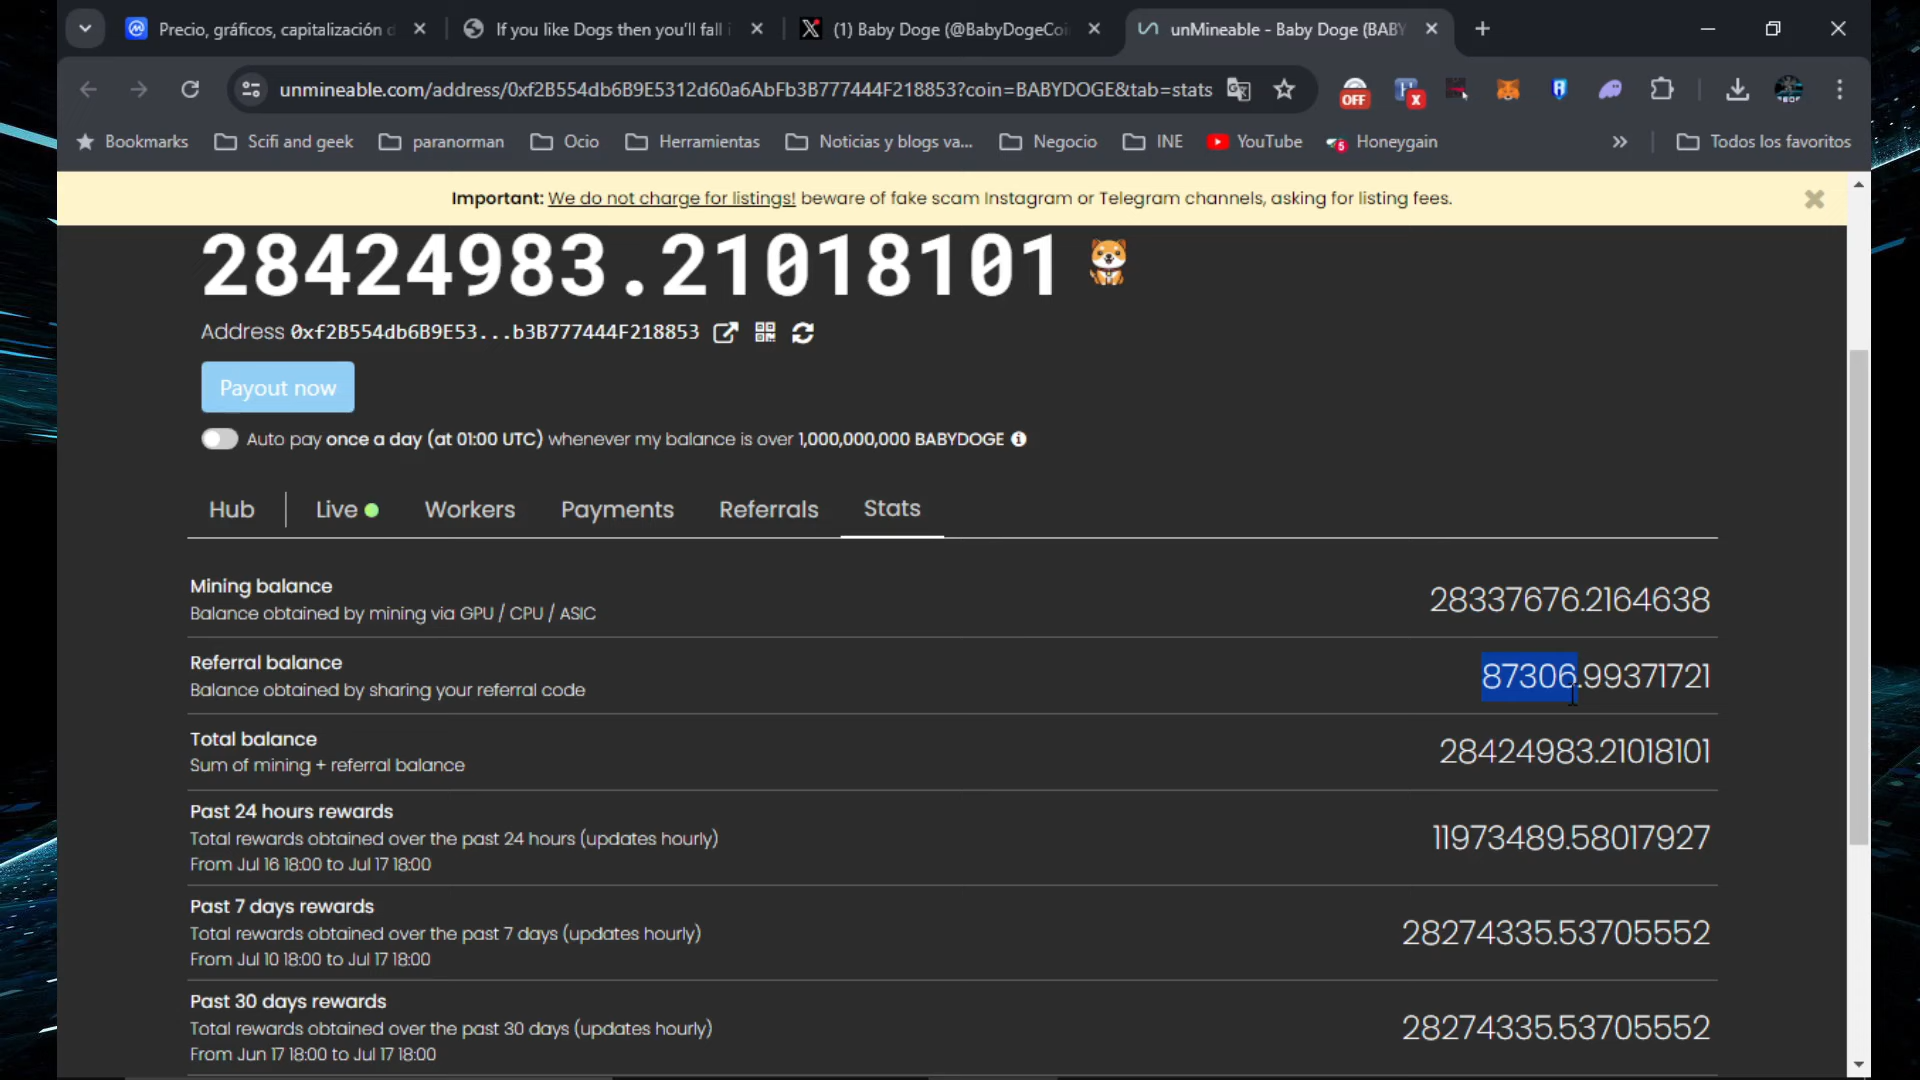 Precio, gráficos, capitalización d
If you like Dogs then you'll fall i
(1) Baby Doge (@BabyDogeCoi
unMineable - Baby Doge (BABY
unmineable.com/address/0xf2B554db6B9E5312d60a6AbFb3B777444F218853?coin=BABYDOGE&tab=stats
OFF
Bookmarks
Scifi and geek
paranorman
Ocio
Herramientas
Noticias y blogs va...
Negocio
INE
YouTube
5
Honeygain
Todos los favoritos
Important: We do not charge for listings! beware of fake scam Instagram or Telegram channels, asking for listing fees.
28424983.21018101
Address 0xf2B554db6B9E53...b3B777444F218853
Payout now
Auto pay once a day (at 01:00 UTC) whenever my balance is over 1,000,000,000 BABYDOGE
Hub
Live
Workers
Payments
Referrals
Stats
Mining balance
Balance obtained by mining via GPU / CPU / ASIC
28337676.2164638
Referral balance
Balance obtained by sharing your referral code
87306.99371721
Total balance
Sum of mining + referral balance
28424983.21018101
Past 24 hours rewards
Total rewards obtained over the past 24 hours (updates hourly)
From Jul 16 18:00 to Jul 17 18:00
11973489.58017927
Past 7 days rewards
Total rewards obtained over the past 7 days (updates hourly)
From Jul 10 18:00 to Jul 17 18:00
28274335.53705552
Past 30 days rewards
Total rewards obtained over the past 30 days (updates hourly)
From Jun 17 18:00 to Jul 17 18:00
28274335.53705552